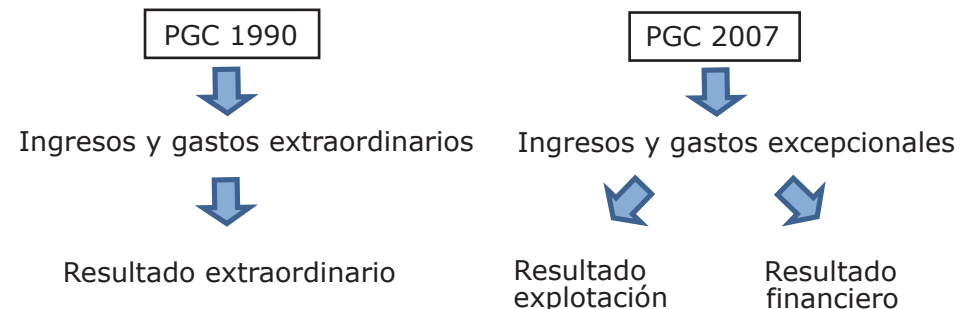 PGC 1990
Ingresos y gastos extraordinarios
Resultado extraordinario
PGC 2007
Ingresos y gastos excepcionales
Resultado
explotación
Resultado
financiero